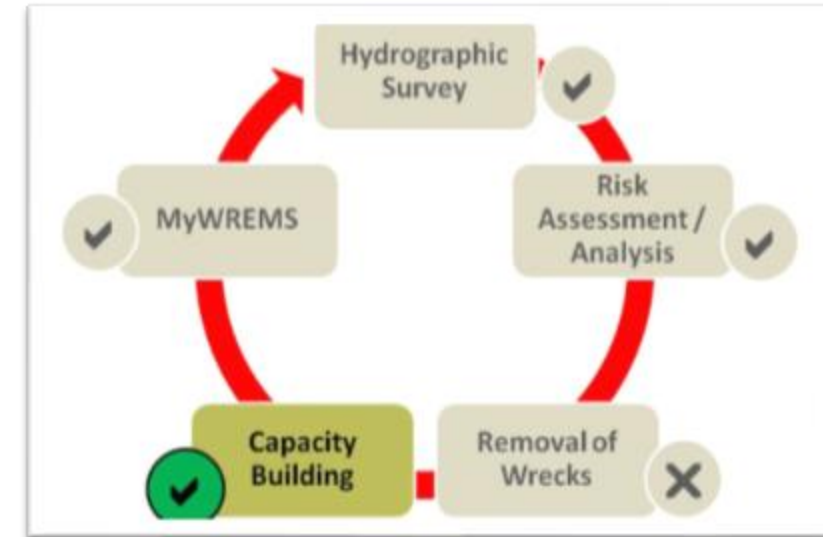 Hydrographic
Survey
Risk
Assessment /
Analysis
Removal of
Wrecks
Capacity
Building
MyWREMS